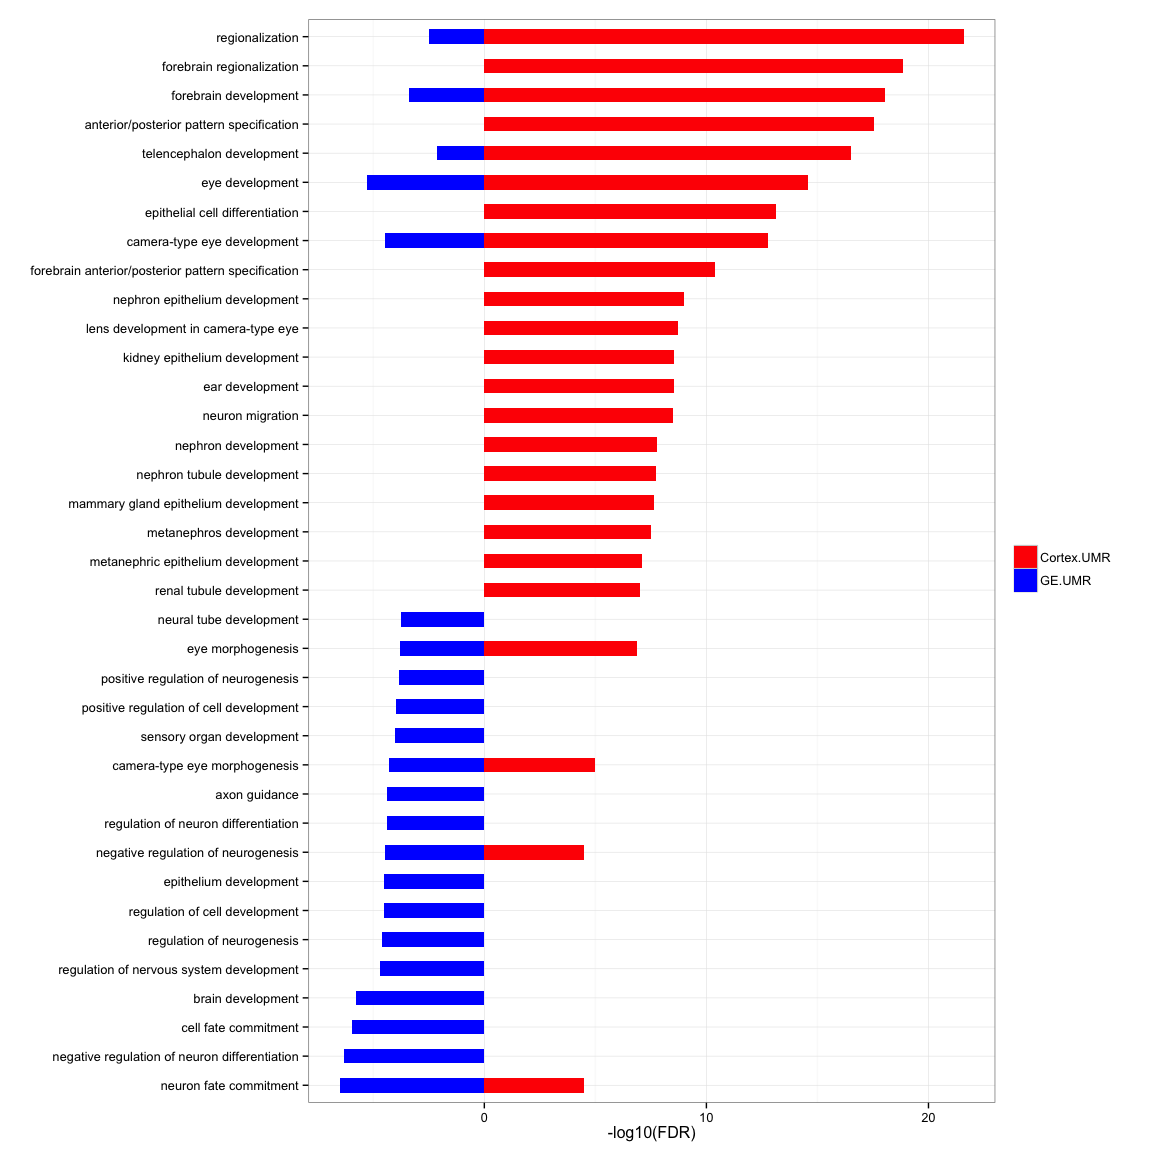 regionalization
forebrain regionalization
forebrain development
anterior/posterior pattern specification
telencephalon development
eye development
epithelial cell differentiation
camera-type eye development
forebrain anterior/posterior pattern specification
nephron epithelium development
lens development in camera-type eye
kidney epithelium development
ear development
neuron migration
nephron development
nephron tubule development
mammary gland epithelium development
metanephros development
metanephric epithelium development
renal tubule development
neural tube development
eye morphogenesis
positive regulation of neurogenesis
positive regulation of cell development
sensory organ development
camera-type eye morphogenesis
axon guidance
regulation of neuron differentiation
negative regulation of neurogenesis
epithelium development
regulation of cell development
regulation of neurogenesis
regulation of nervous system development
brain development
cell fate commitment
negative regulation of neuron differentiation
neuron fate commitment
0 10 20
-log10(FDR)
Cortex.UMR
GE.UMR